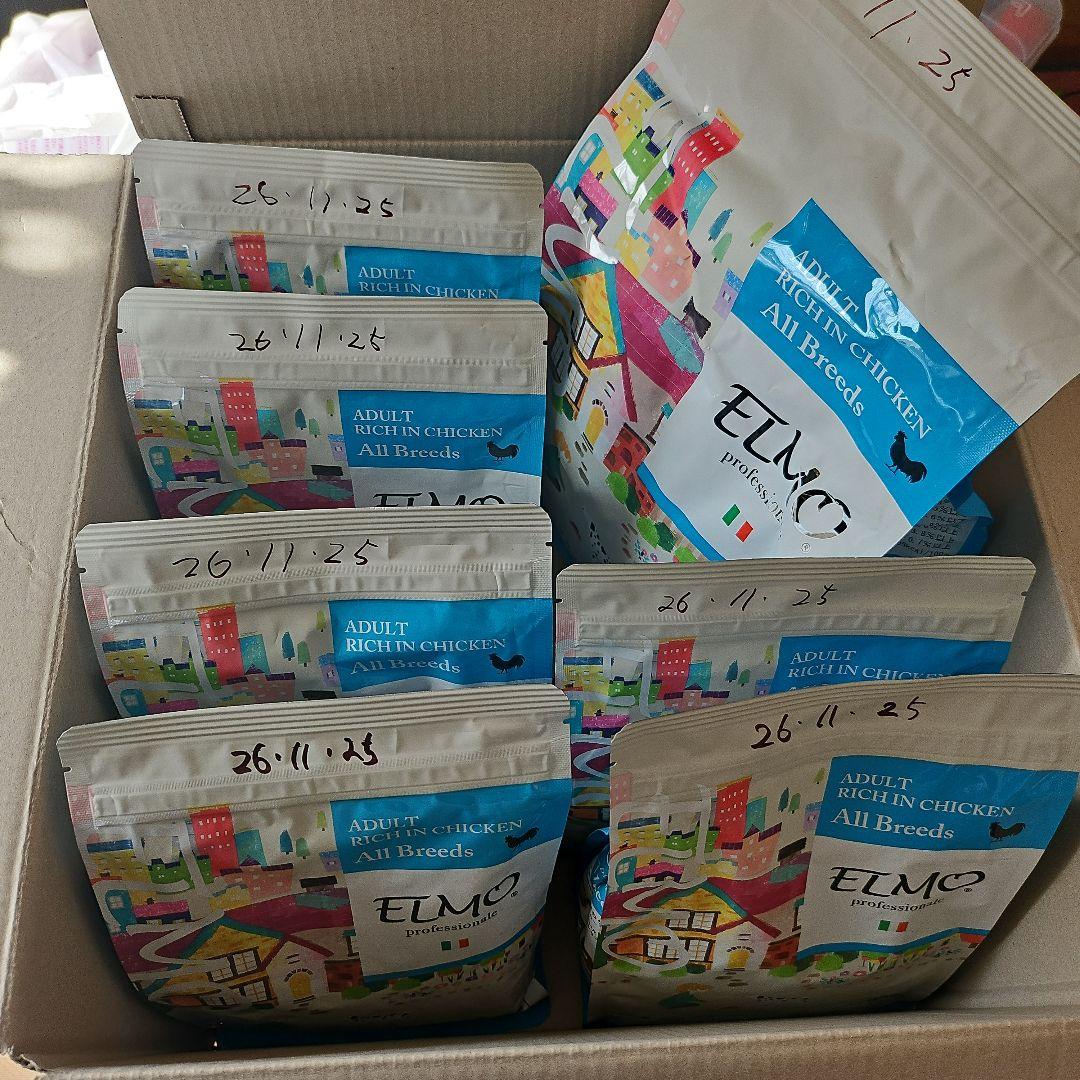 26.11.25
ADULT
RICH IN CHICKEN
26.11.25
ADULT
RICH IN CHICKEN
All Breeds
ELMO
26.11.25
ADULT
RICH IN CHICKEN
All Breeds
26.11.25
ADULT
RICH IN CHICKEN
All Breeds
ELMO®
professionale
11.25
ADULT
RICH IN CHICKEN
All Breeds
ELMO
®
26.11.25
ADULT
RICH IN CHICKEN
26.11.25
ADULT
RICH IN CHICKEN
All Breeds
ELMO®
professionale